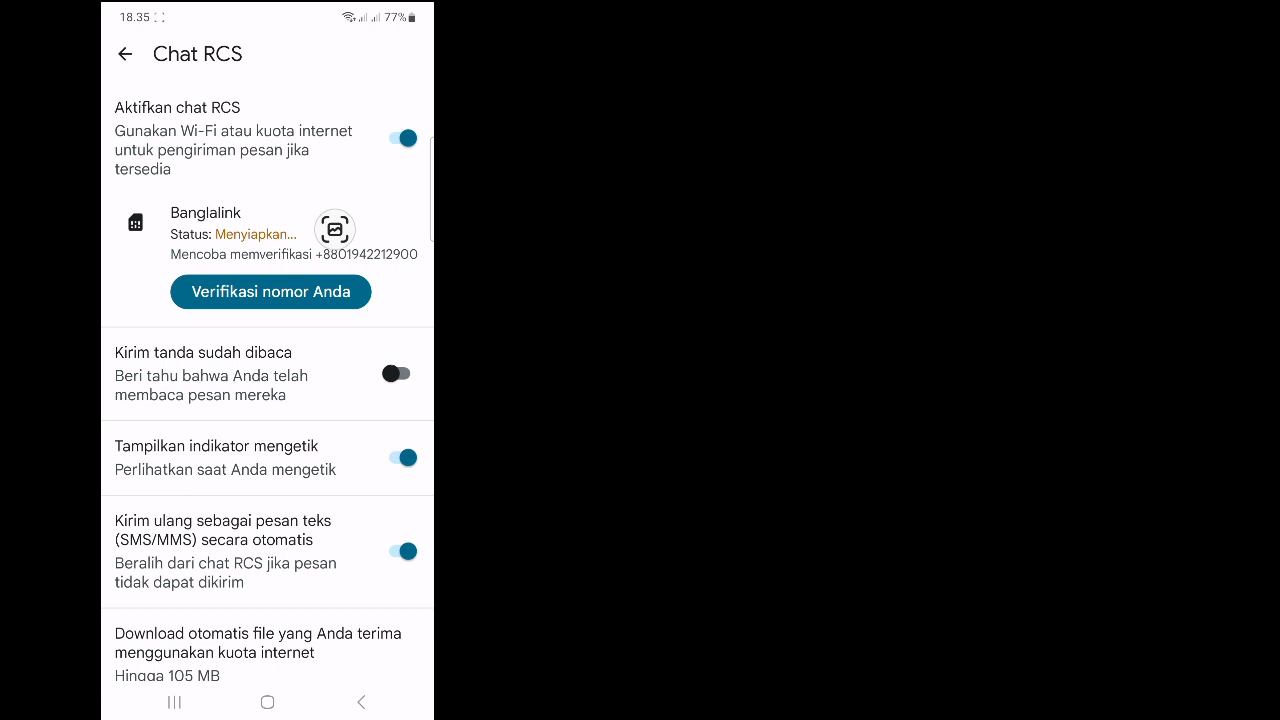 18.35
77%
Chat RCS
Aktifkan chat RCS
Gunakan Wi-Fi atau kuota internet
untuk pengiriman pesan jika
tersedia
Banglalink
Status: Menyiapkan...
Mencoba memverifikasi +8801942212900
Verifikasi nomor Anda
Kirim tanda sudah dibaca
Beri tahu bahwa Anda telah
membaca pesan mereka
Tampilkan indikator mengetik
Perlihatkan saat Anda mengetik
Kirim ulang sebagai pesan teks
(SMS/MMS) secara otomatis
Beralih dari chat RCS jika pesan
tidak dapat dikirim
Download otomatis file yang Anda terima
menggunakan kuota internet
Hingga 105 MB